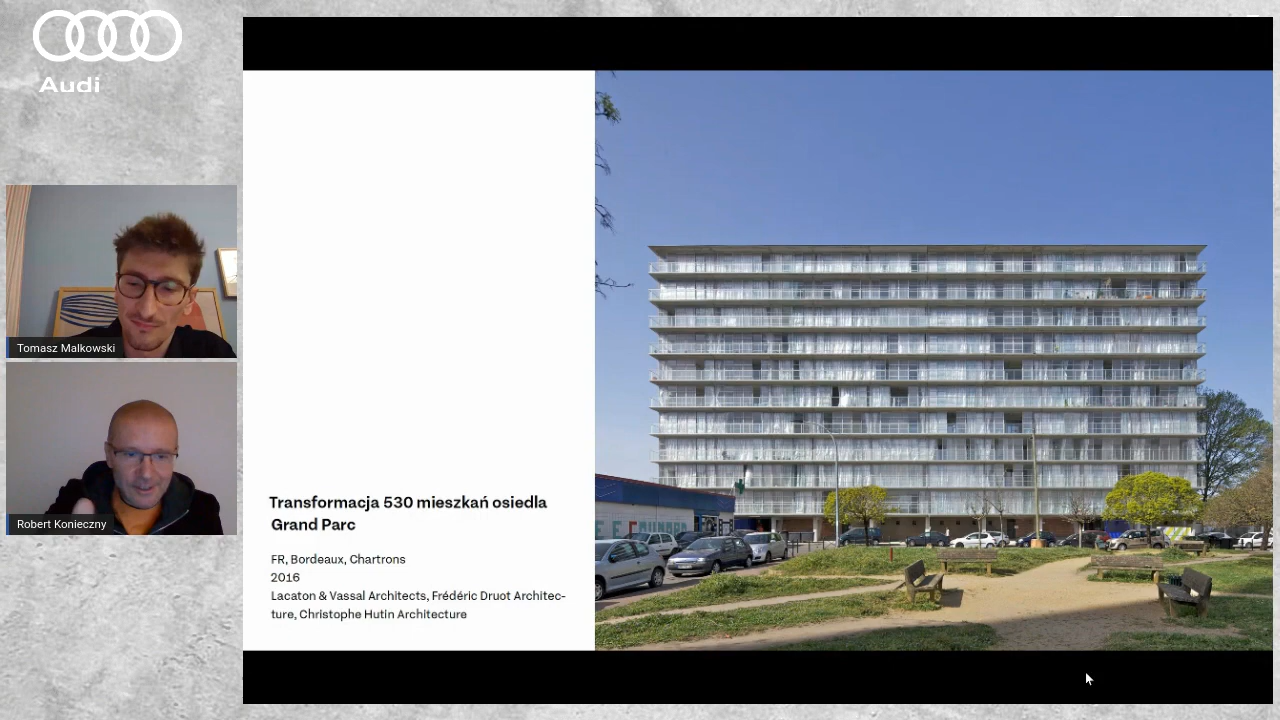 Audi
Tomasz Malkowski
Robert Konieczny
Transformacja 530 mieszkań osiedla
Grand Parc
FR, Bordeaux, Chartrons
2016
Lacaton & Vassal Architects, Frédéric Druot Architec-
ture, Christophe Hutin Architecture